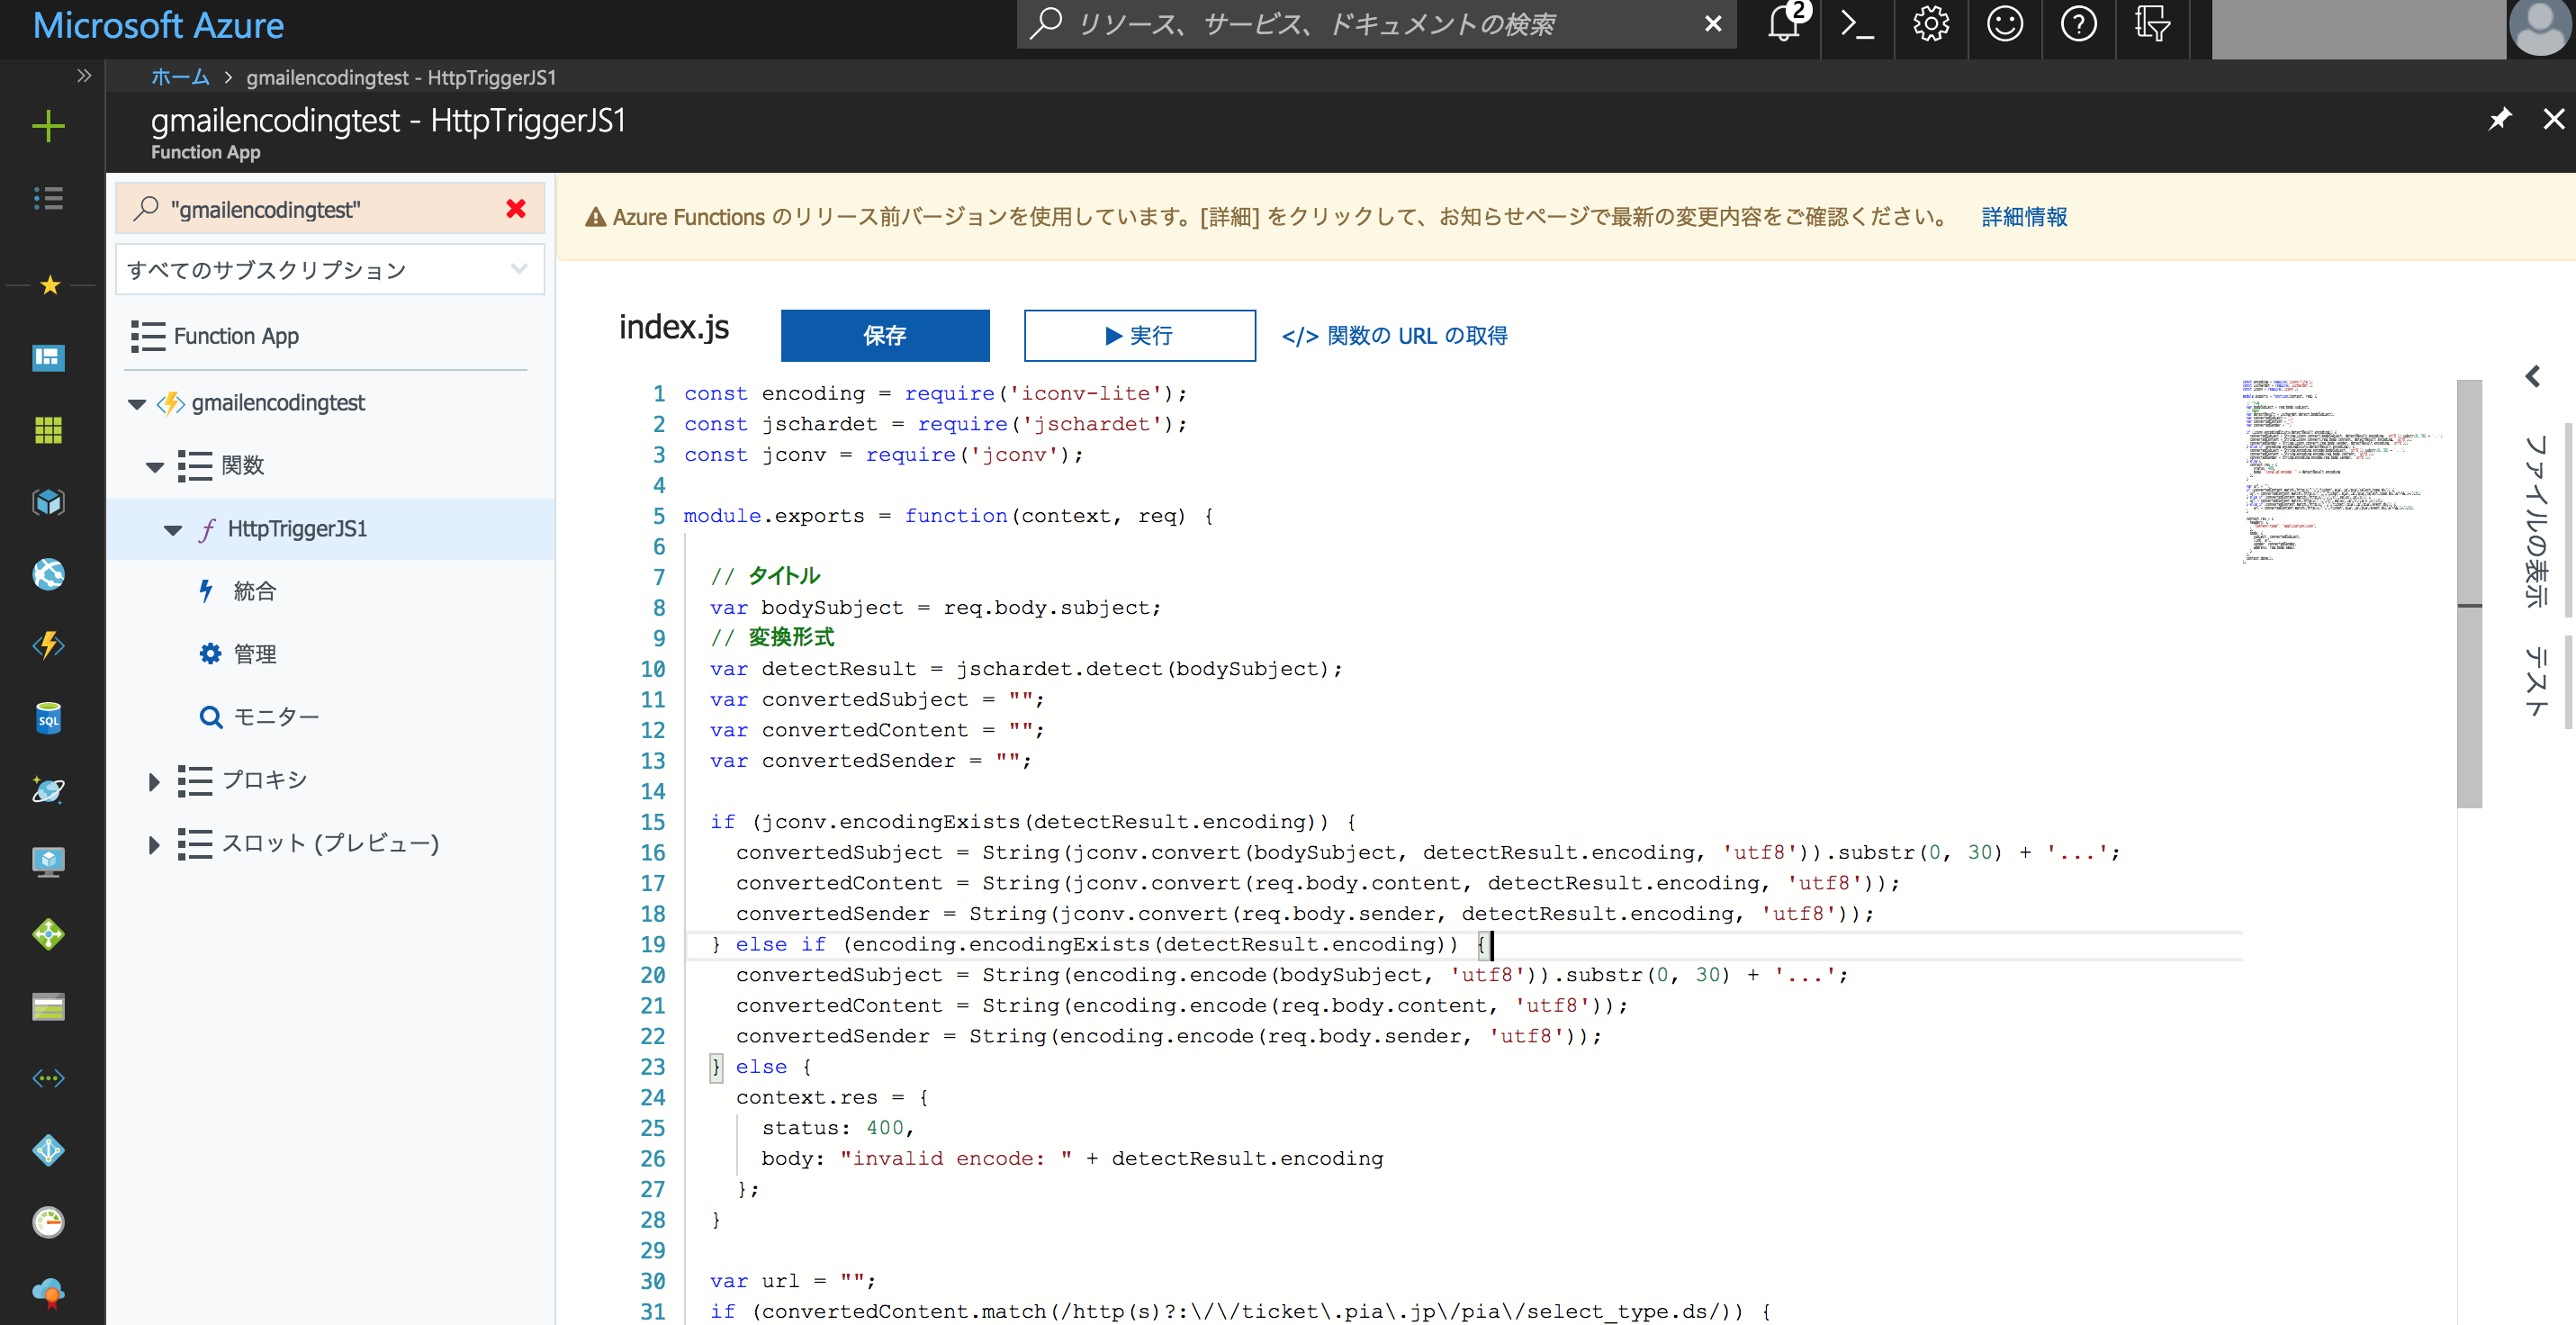 Microsoft Azure
リソース、サービス、ドキュメントの検索
2
ホーム > gmailencodingtest - HttpTriggerJS1
gmailencodingtest - HttpTriggerJS1
Function App
"gmailencodingtest"
すべてのサブスクリプション
Function App
gmailencodingtest
関数
HttpTriggerJS1
統合
管理
モニター
プロキシ
スロット (プレビュー)
SQL
Azure Functions のリリース前バージョンを使用しています。[詳細] をクリックして、お知らせページで最新の変更内容をご確認ください。 詳細情報
index.js 保存 実行 </> 関数の URL の取得
1 const encoding = require('iconv-lite');
2 const jschardet = require('jschardet');
3 const jconv = require('jconv');
4
5 module.exports = function(context, req) {
6
7 // タイトル
8 var bodySubject = req.body.subject;
9 // 変換形式
10 var detectResult = jschardet.detect(bodySubject);
11 var convertedSubject = "";
12 var convertedContent = "";
13 var convertedSender = "";
14
15 if (jconv.encodingExists(detectResult.encoding)) {
16 convertedSubject = String(jconv.convert(bodySubject, detectResult.encoding, 'utf8')).substr(0, 30) + '...';
17 convertedContent = String(jconv.convert(req.body.content, detectResult.encoding, 'utf8'));
18 convertedSender = String(jconv.convert(req.body.sender, detectResult.encoding, 'utf8'));
19 } else if (encoding.encodingExists(detectResult.encoding)) {
20 convertedSubject = String(encoding.encode(bodySubject, 'utf8')).substr(0, 30) + '...';
21 convertedContent = String(encoding.encode(req.body.content, 'utf8'));
22 convertedSender = String(encoding.encode(req.body.sender, 'utf8'));
23 } else {
24 context.res = {
25 status: 400,
26 body: "invalid encode: " + detectResult.encoding
27 };
28 }
29
30 var url = "";
31 if (convertedContent.match(/http(s)?:\/\/ticket\.pia\.jp\/pia\/select_type.ds/)) {
ファイルの表示
テスト